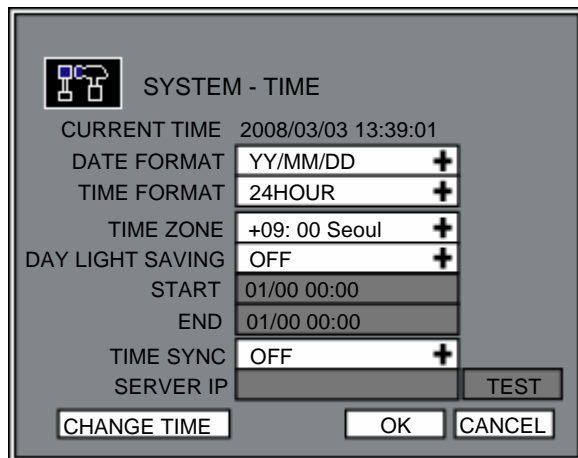 SYSTEM - TIME
CURRENT TIME 2008/03/03 13:39:01
DATE FORMAT YY/MM/DD +
TIME FORMAT 24HOUR +
TIME ZONE +09: 00 Seoul +
DAY LIGHT SAVING OFF +
START 01/00 00:00
END 01/00 00:00
TIME SYNC OFF +
SERVER IP TEST
CHANGE TIME OK CANCEL